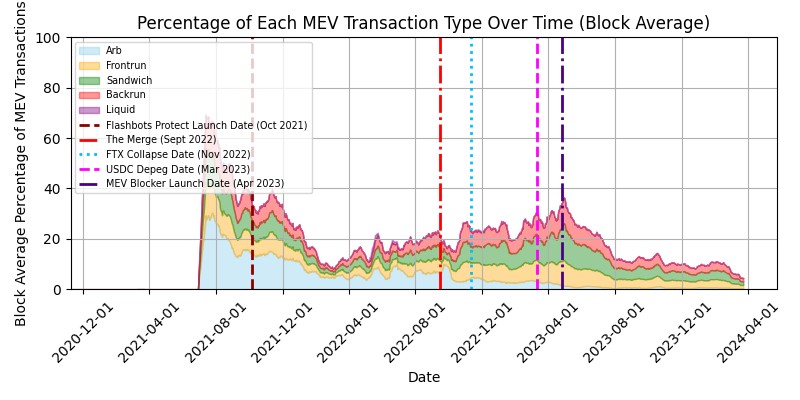 Percentage of Each MEV Transaction Type Over Time (Block Average)
Block Average Percentage of MEV Transactions
100
80
60
40
20
0
Arb
Frontrun
Sandwich
Backrun
Liquid
Flashbots Protect Launch Date (Oct 2021)
The Merge (Sept 2022)
FTX Collapse Date (Nov 2022)
USDC Depeg Date (Mar 2023)
MEV Blocker Launch Date (Apr 2023)
2020-12-01
2021-04-01
2021-08-01
2021-12-01
2022-04-01
2022-08-01
2022-12-01
2023-04-01
2023-08-01
2023-12-01
2024-04-01
Date